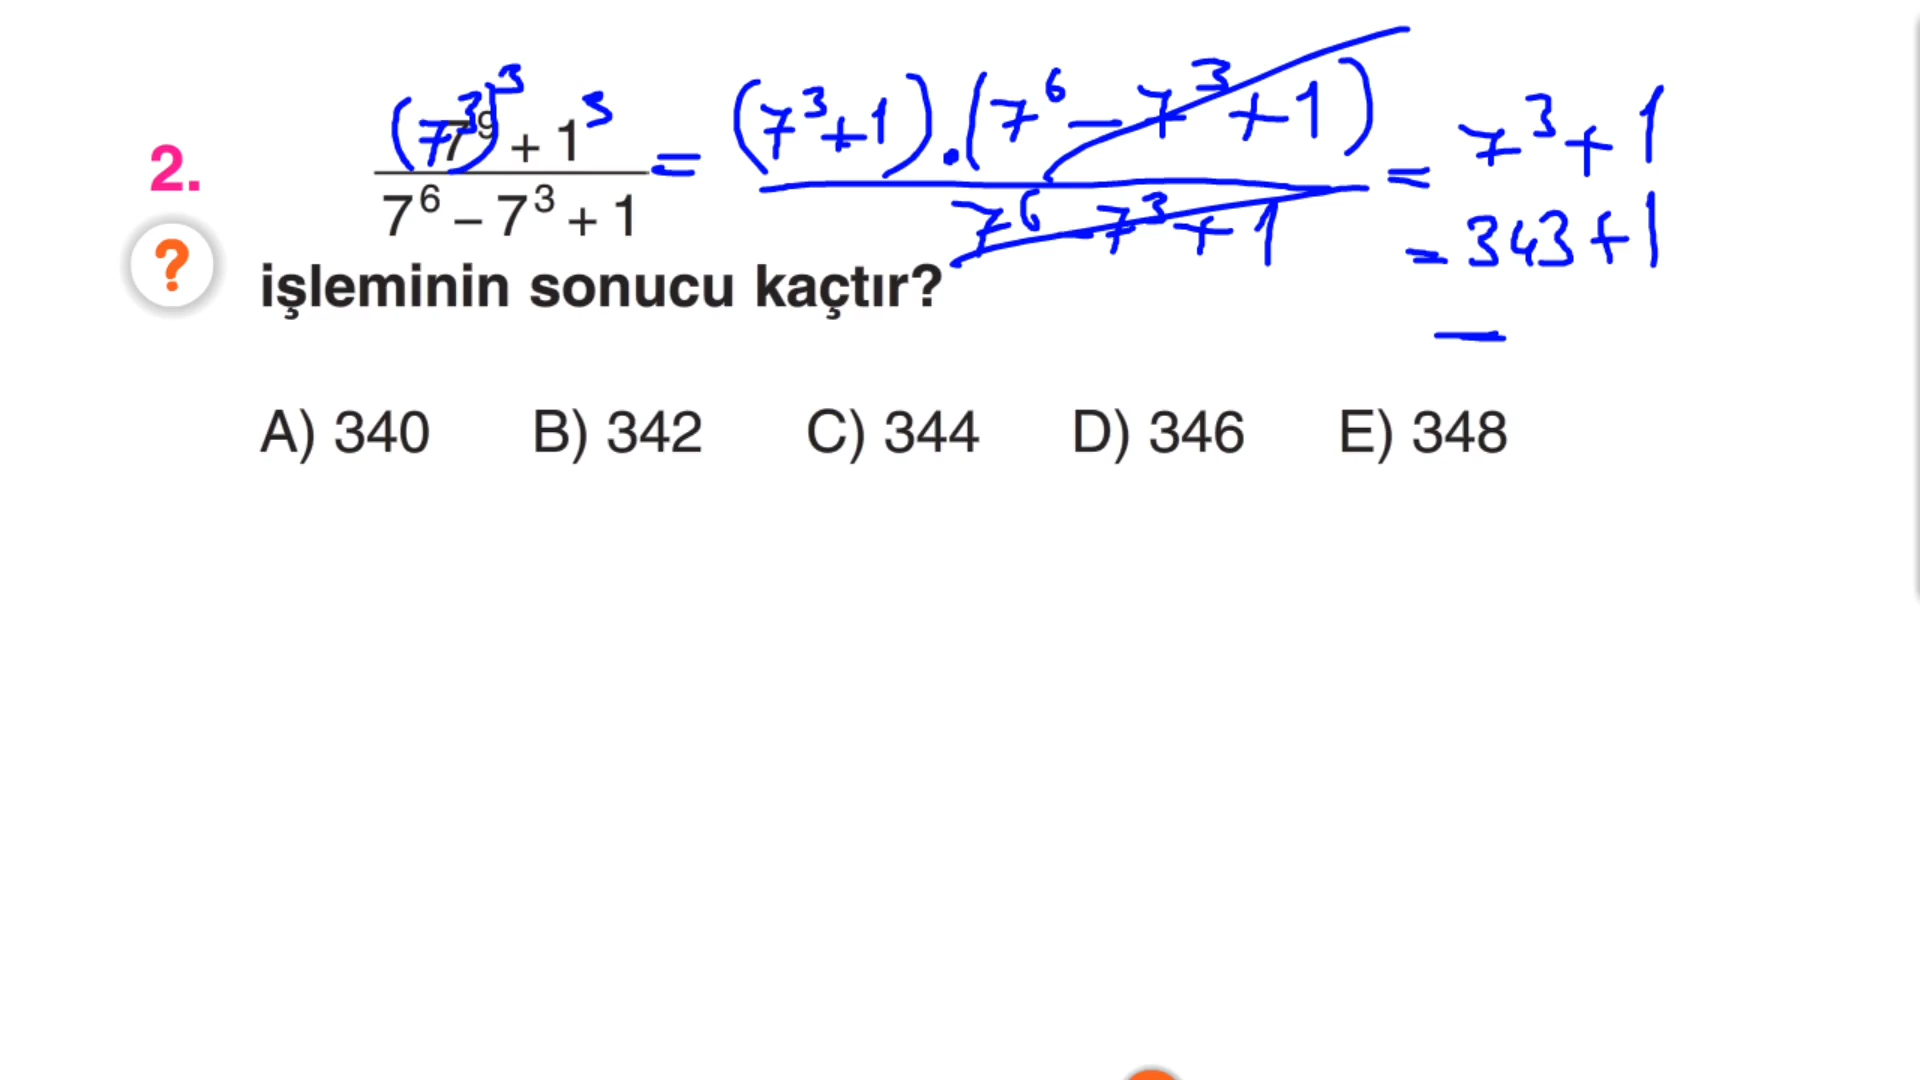 2. (7³)³ 7⁹ + 1³ / 7⁶ − 7³ + 1 = (7³+1).(7⁶−7³+1) / 7⁶−7³+1 = 7³+1
= 343+1
?
işleminin sonucu kaçtır?
A) 340 B) 342 C) 344 D) 346 E) 348